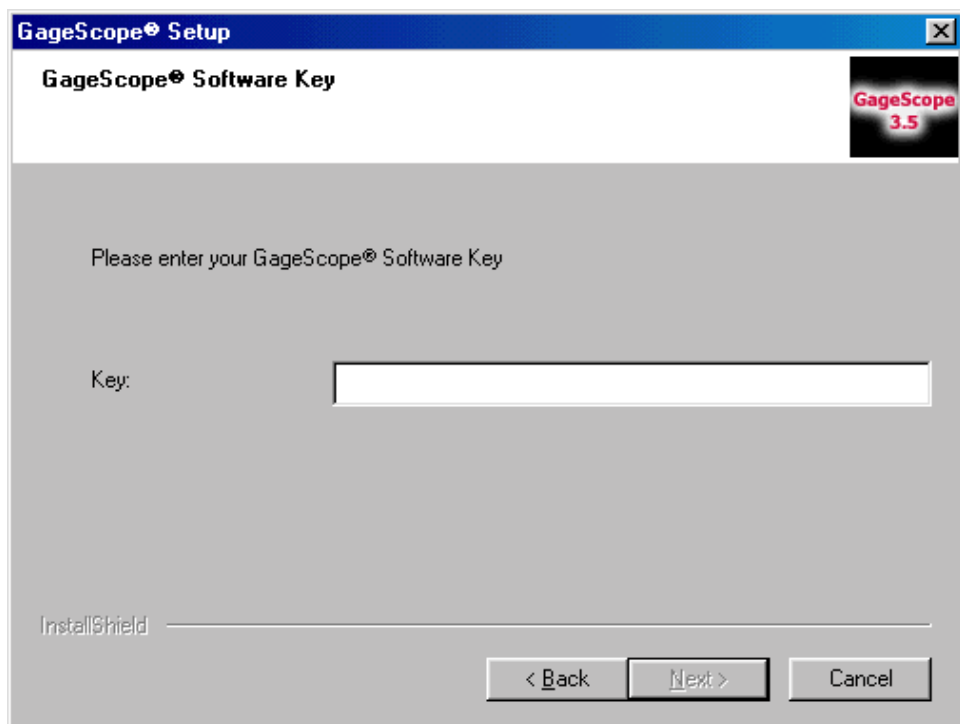 GageScope® Setup
GageScope® Software Key
GageScope
3.5
Please enter your GageScope® Software Key
Key:
InstallShield
< Back
Next >
Cancel